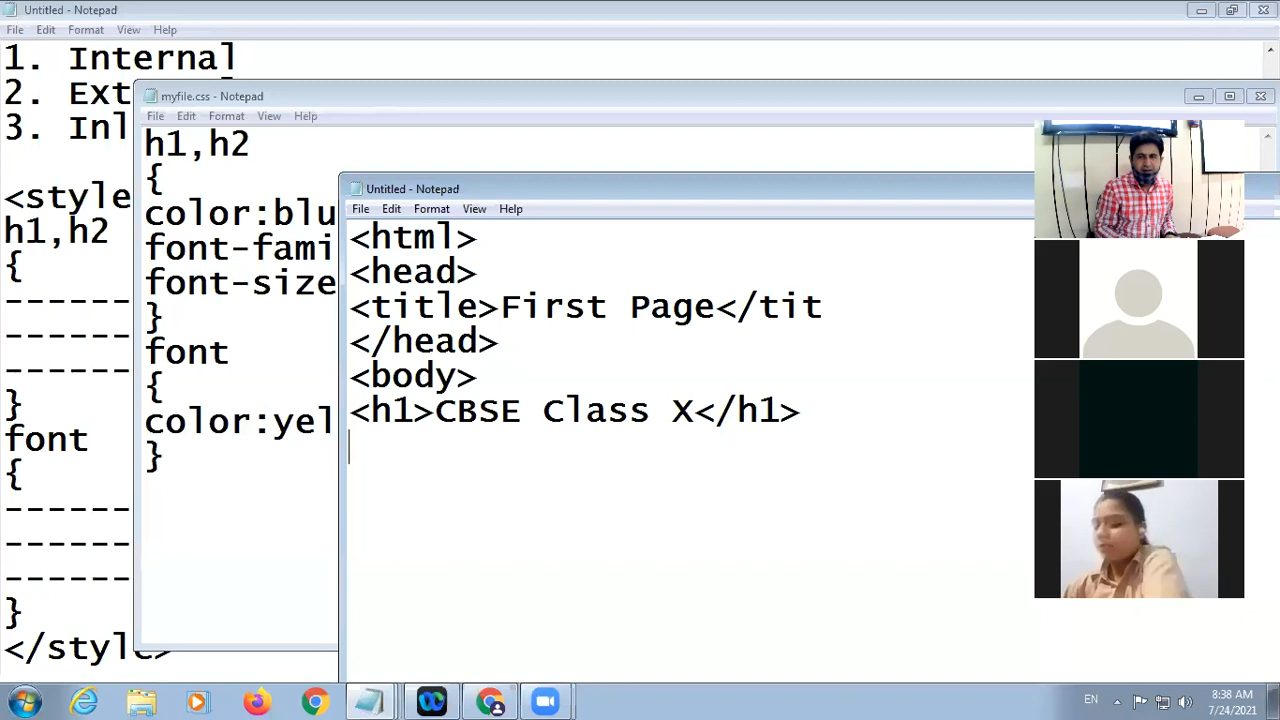 Untitled - Notepad
File Edit Format View Help
1. Internal
2. Ext
3. Inl
<style
h1,h2
{
------
------
------
}
font
{
------
------
------
}
</style>
myfile.css - Notepad
File Edit Format View Help
h1,h2
{
color:blu
font-fami
font-size
}
font
{
color:yel
}
Untitled - Notepad
File Edit Format View Help
<html>
<head>
<title>First Page</tit
</head>
<body>
<h1>CBSE Class X</h1>
EN
8:38 AM
7/24/2021